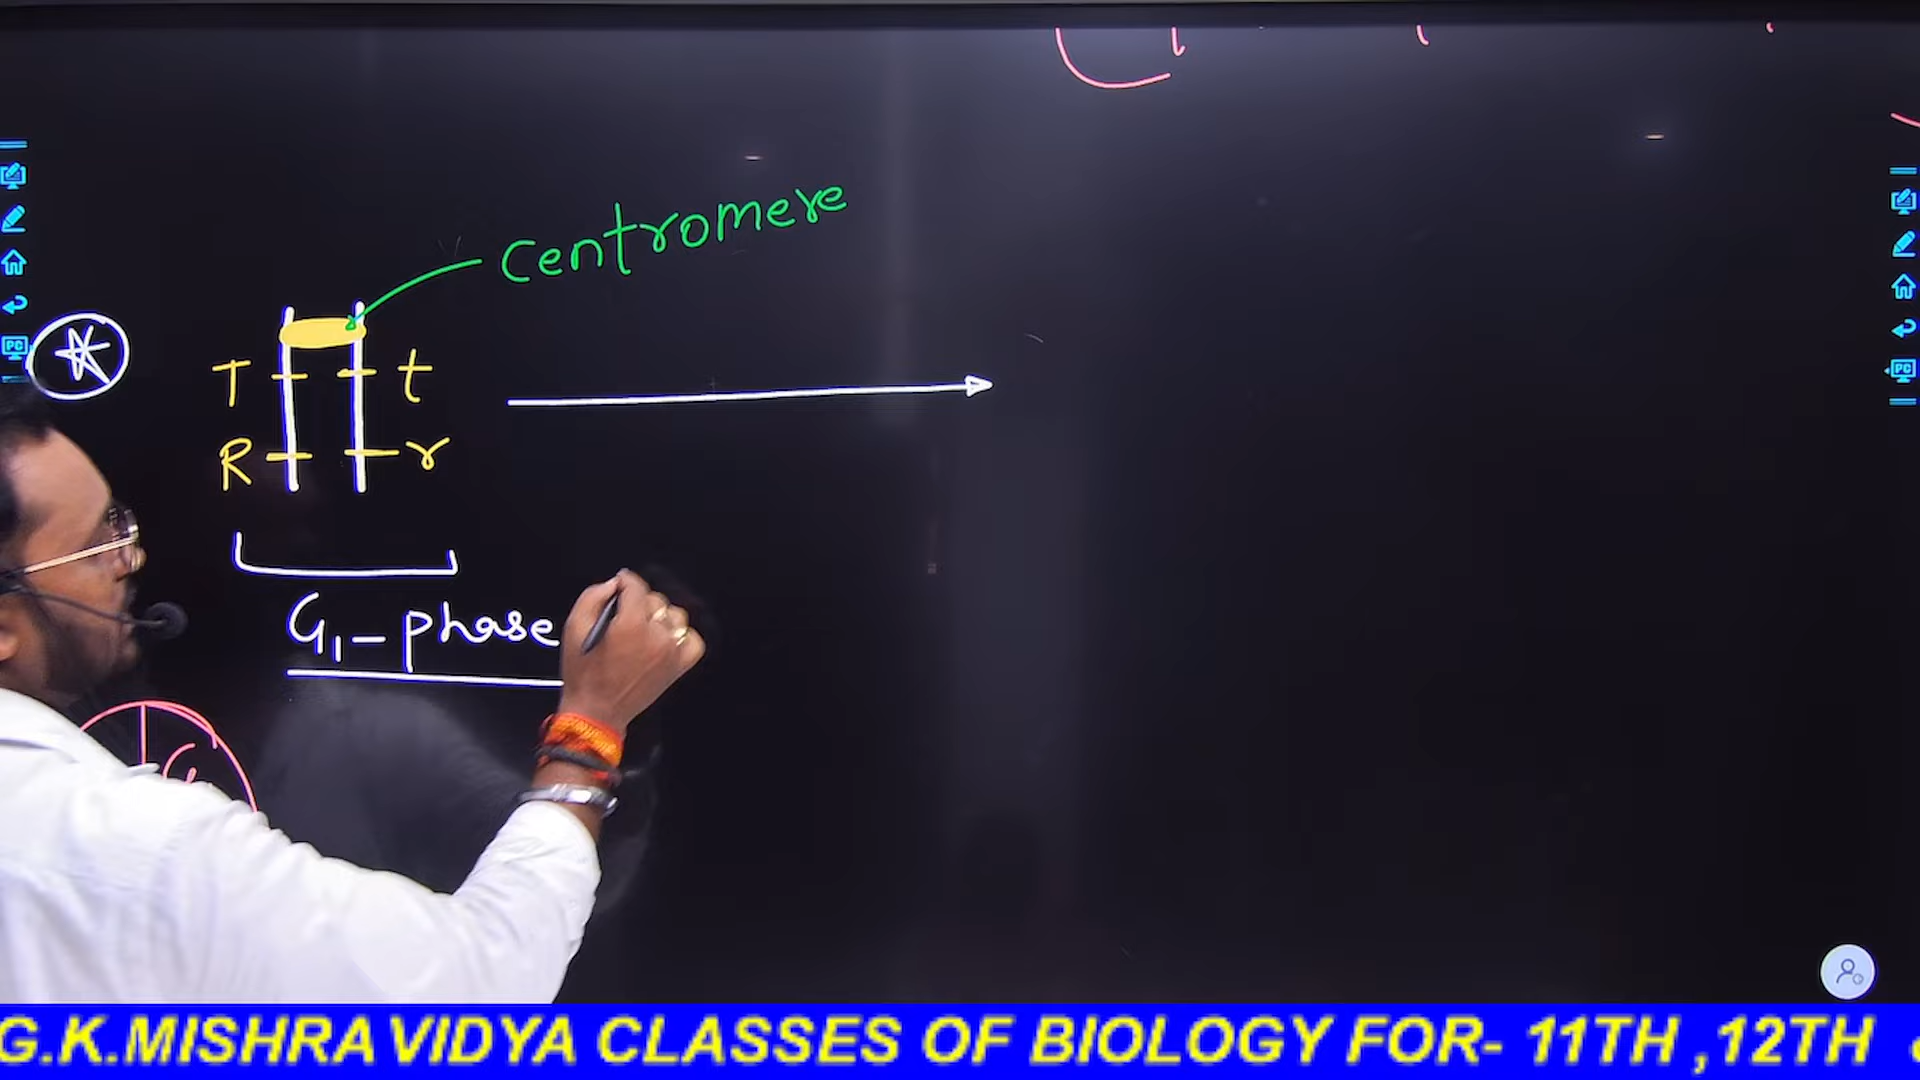 Centromere
T t
R r
G1-phase
G.K.MISHRA VIDYA CLASSES OF BIOLOGY FOR- 11TH ,12TH